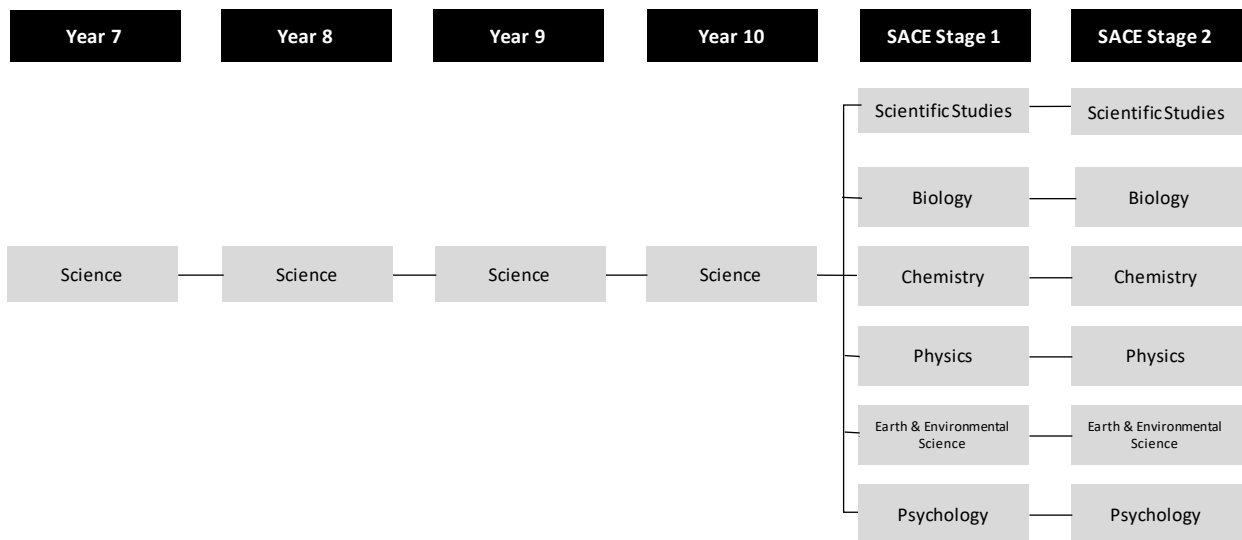 Year 7
Year 8
Year 9
Year 10
SACE Stage 1
SACE Stage 2
Scientific Studies
Scientific Studies
Biology
Biology
Science
Science
Science
Science
Chemistry
Chemistry
Physics
Physics
Earth & Environmental
Science
Earth & Environmental
Science
Psychology
Psychology